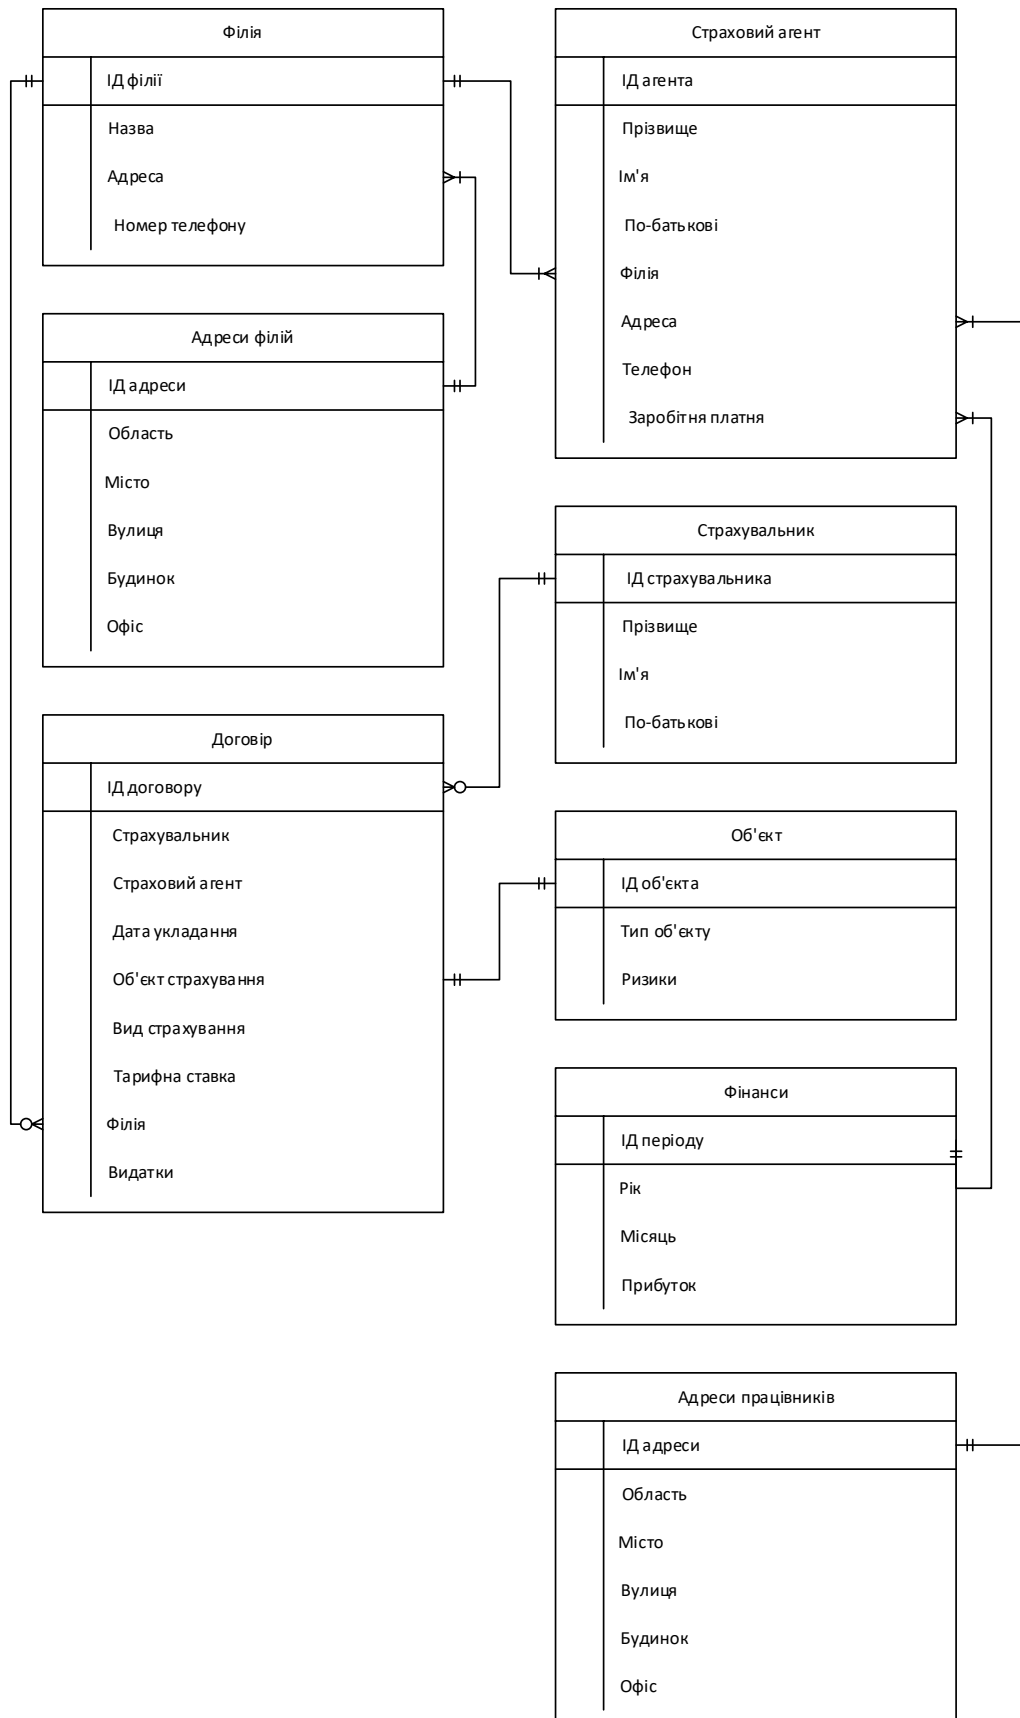 Філія
ІД філії
Назва
Адреса
Номер телефону
Адреси філій
ІД адреси
Область
Місто
Вулиця
Будинок
Офіс
Договір
ІД договору
Страхувальник
Страховий агент
Дата укладання
Об'єкт страхування
Вид страхування
Тарифна ставка
Філія
Видатки
Страховий агент
ІД агента
Прізвище
Ім'я
По-батькові
Філія
Адреса
Телефон
Заробітня платня
Страхувальник
ІД страхувальника
Прізвище
Ім'я
По-батькові
Об'єкт
ІД об'єкта
Тип об'єкту
Ризики
Фінанси
ІД періоду
Рік
Місяць
Прибуток
Адреси працівників
ІД адреси
Область
Місто
Вулиця
Будинок
Офіс